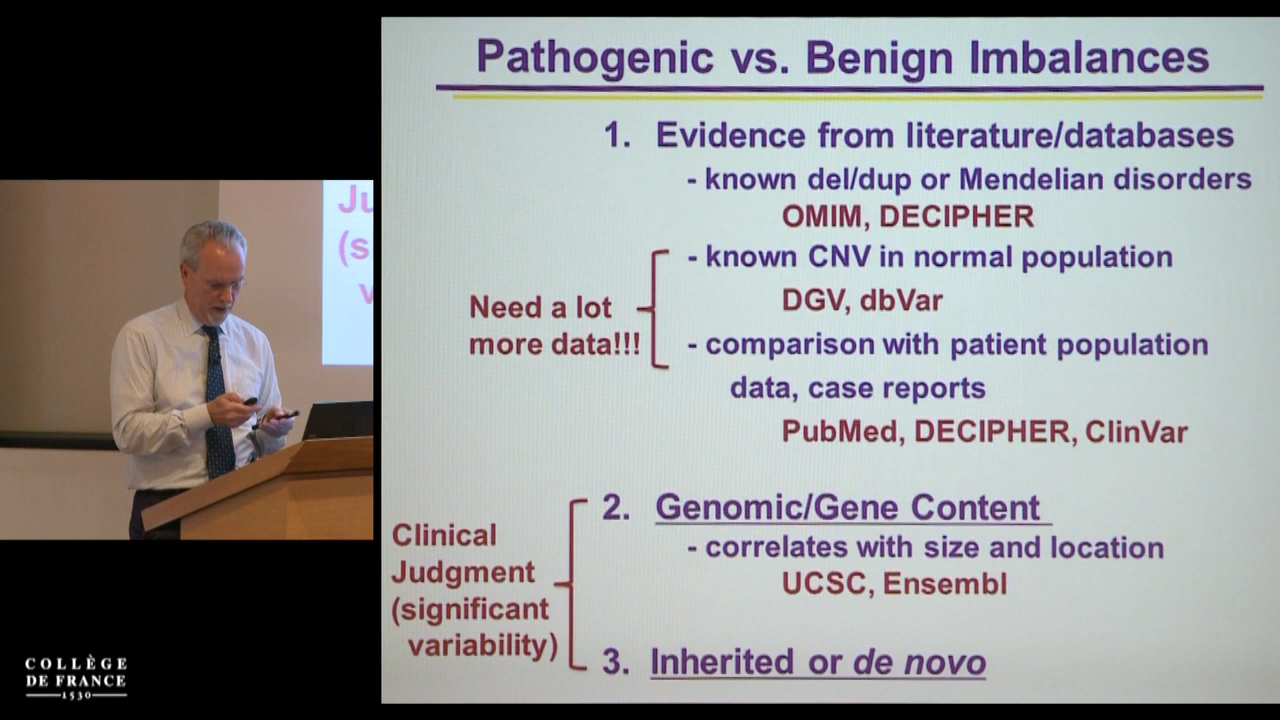 Pathogenic vs. Benign Imbalances
1. Evidence from literature/databases
- known del/dup or Mendelian disorders
OMIM, DECIPHER
- known CNV in normal population
DGV, dbVar
Need a lot
more data!!!
- comparison with patient population
data, case reports
PubMed, DECIPHER, ClinVar
2. Genomic/Gene Content
- correlates with size and location
UCSC, Ensembl
Clinical
Judgment
(significant
variability)
3. Inherited or de novo
Ju
(s
v
COLLÈGE
DE FRANCE
1530